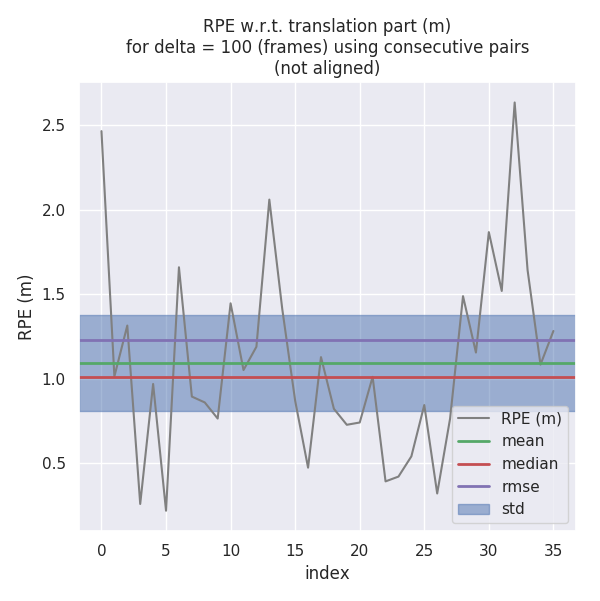 RPE w.r.t. translation part (m)
for delta = 100 (frames) using consecutive pairs
(not aligned)
RPE (m)
2.5
2.0
1.5
1.0
0.5
RPE (m)
mean
median
rmse
std
0 5 10 15 20 25 30 35
index